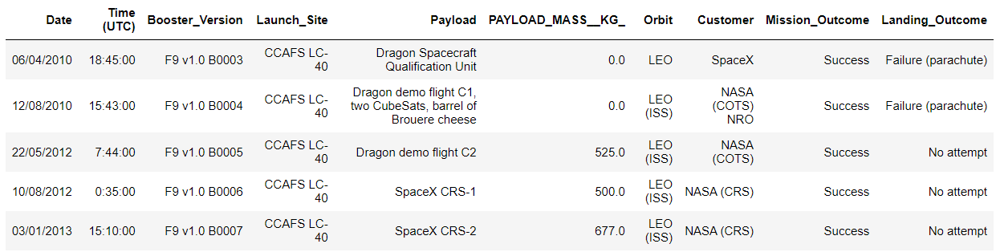 Date Time (UTC) Booster_Version Launch_Site Payload PAYLOAD_MASS__KG_ Orbit Customer Mission_Outcome Landing_Outcome
06/04/2010 18:45:00 F9 v1.0 B0003 CCAFS LC-40 Dragon Spacecraft Qualification Unit 0.0 LEO SpaceX Success Failure (parachute)
12/08/2010 15:43:00 F9 v1.0 B0004 CCAFS LC-40 Dragon demo flight C1, two CubeSats, barrel of Brouere cheese 0.0 LEO (ISS) NASA (COTS) NRO Success Failure (parachute)
22/05/2012 7:44:00 F9 v1.0 B0005 CCAFS LC-40 Dragon demo flight C2 525.0 LEO (ISS) NASA (COTS) Success No attempt
10/08/2012 0:35:00 F9 v1.0 B0006 CCAFS LC-40 SpaceX CRS-1 500.0 LEO (ISS) NASA (CRS) Success No attempt
03/01/2013 15:10:00 F9 v1.0 B0007 CCAFS LC-40 SpaceX CRS-2 677.0 LEO (ISS) NASA (CRS) Success No attempt